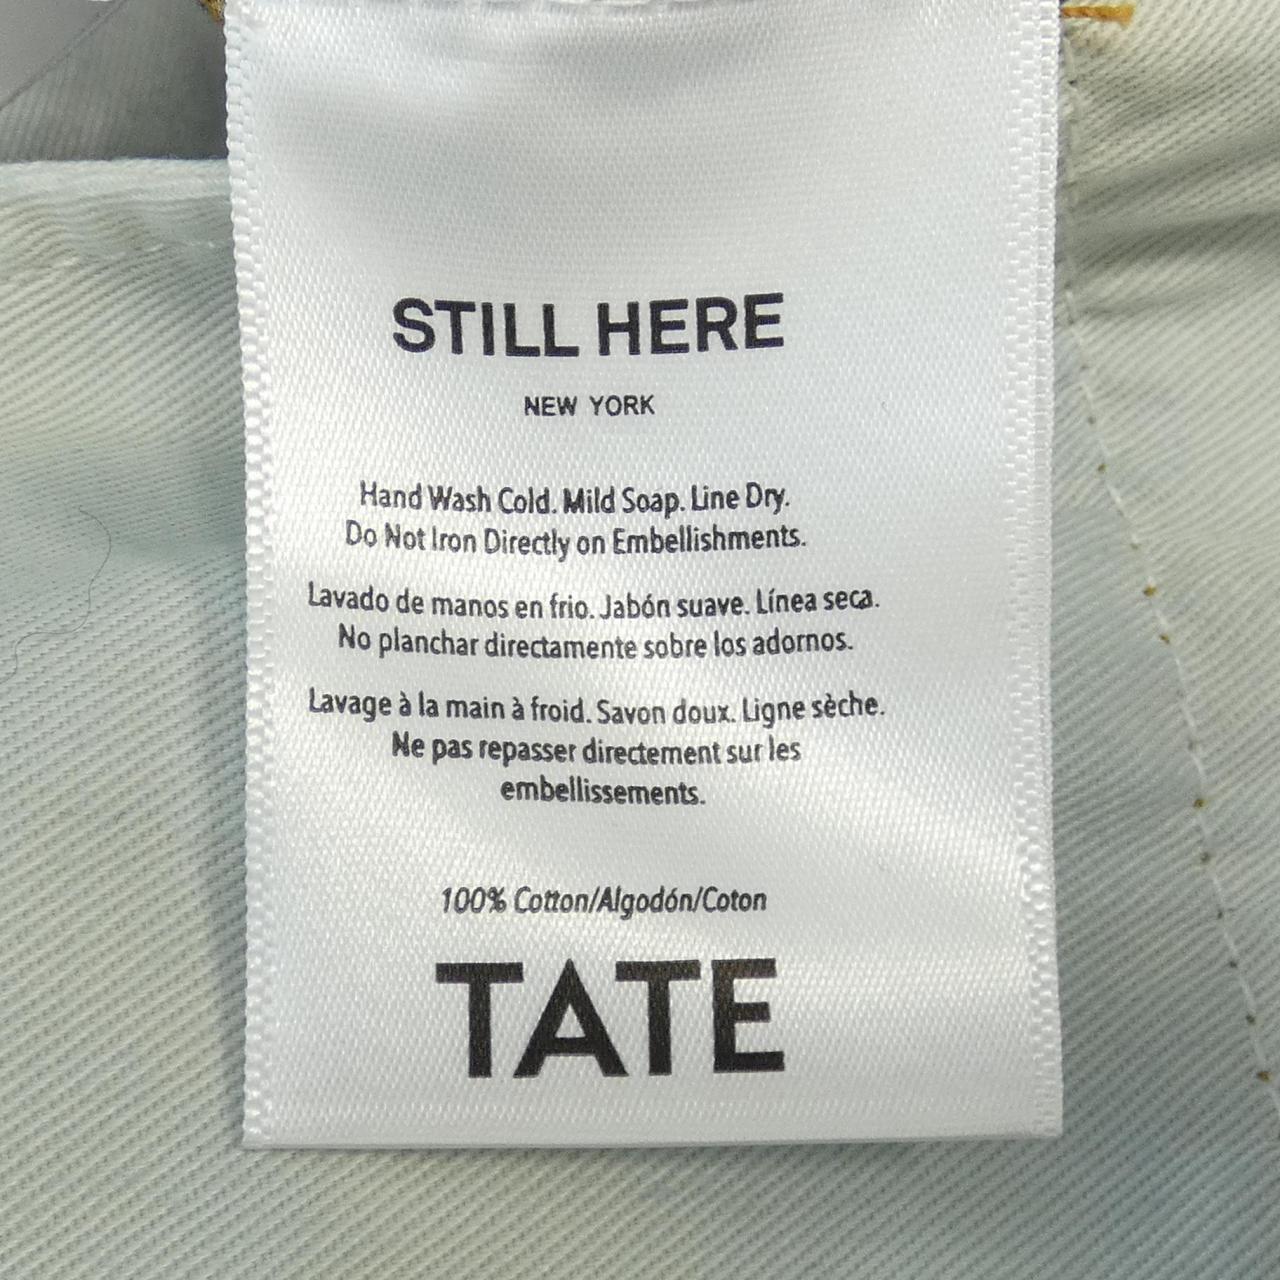 STILL HERE
NEW YORK
Hand Wash Cold. Mild Soap. Line Dry.
Do Not Iron Directly on Embellishments.
Lavado de manos en frio. Jabón suave. Línea seca.
No planchar directamente sobre los adornos.
Lavage à la main à froid. Savon doux. Ligne sèche.
Ne pas repasser directement sur les
embellissements.
100% Cotton/Algodón/Coton
TATE